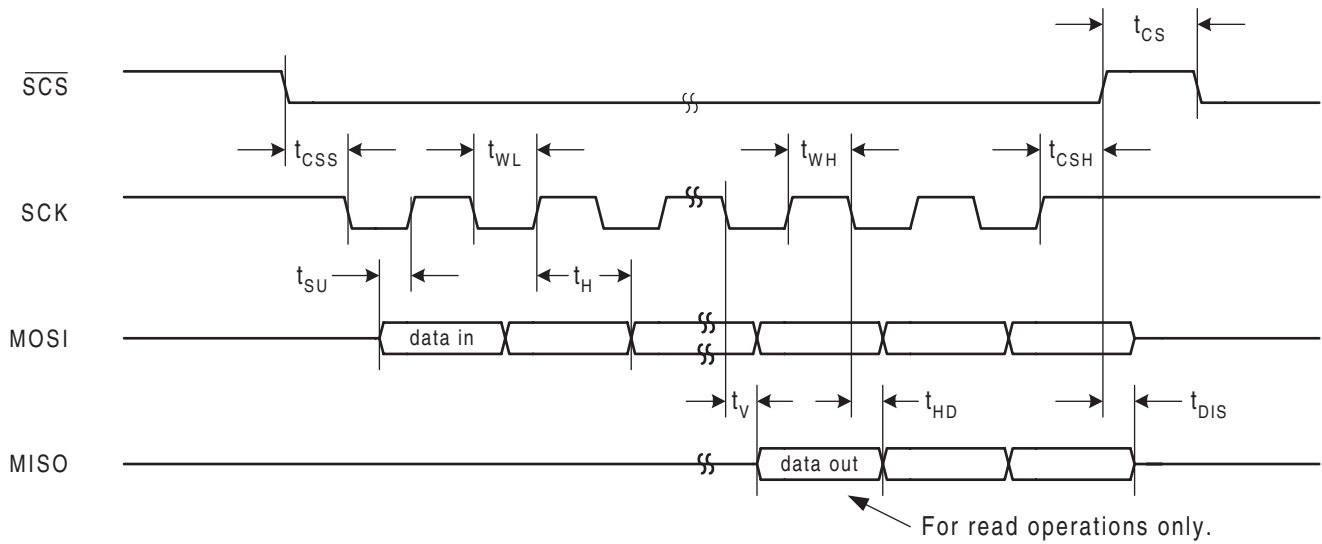 tCS
SCS
tCSS
tWL
tWH
tCSH
SCK
tSU
tH
MOSI
data in
tV
tHD
tDIS
MISO
data out
For read operations only.